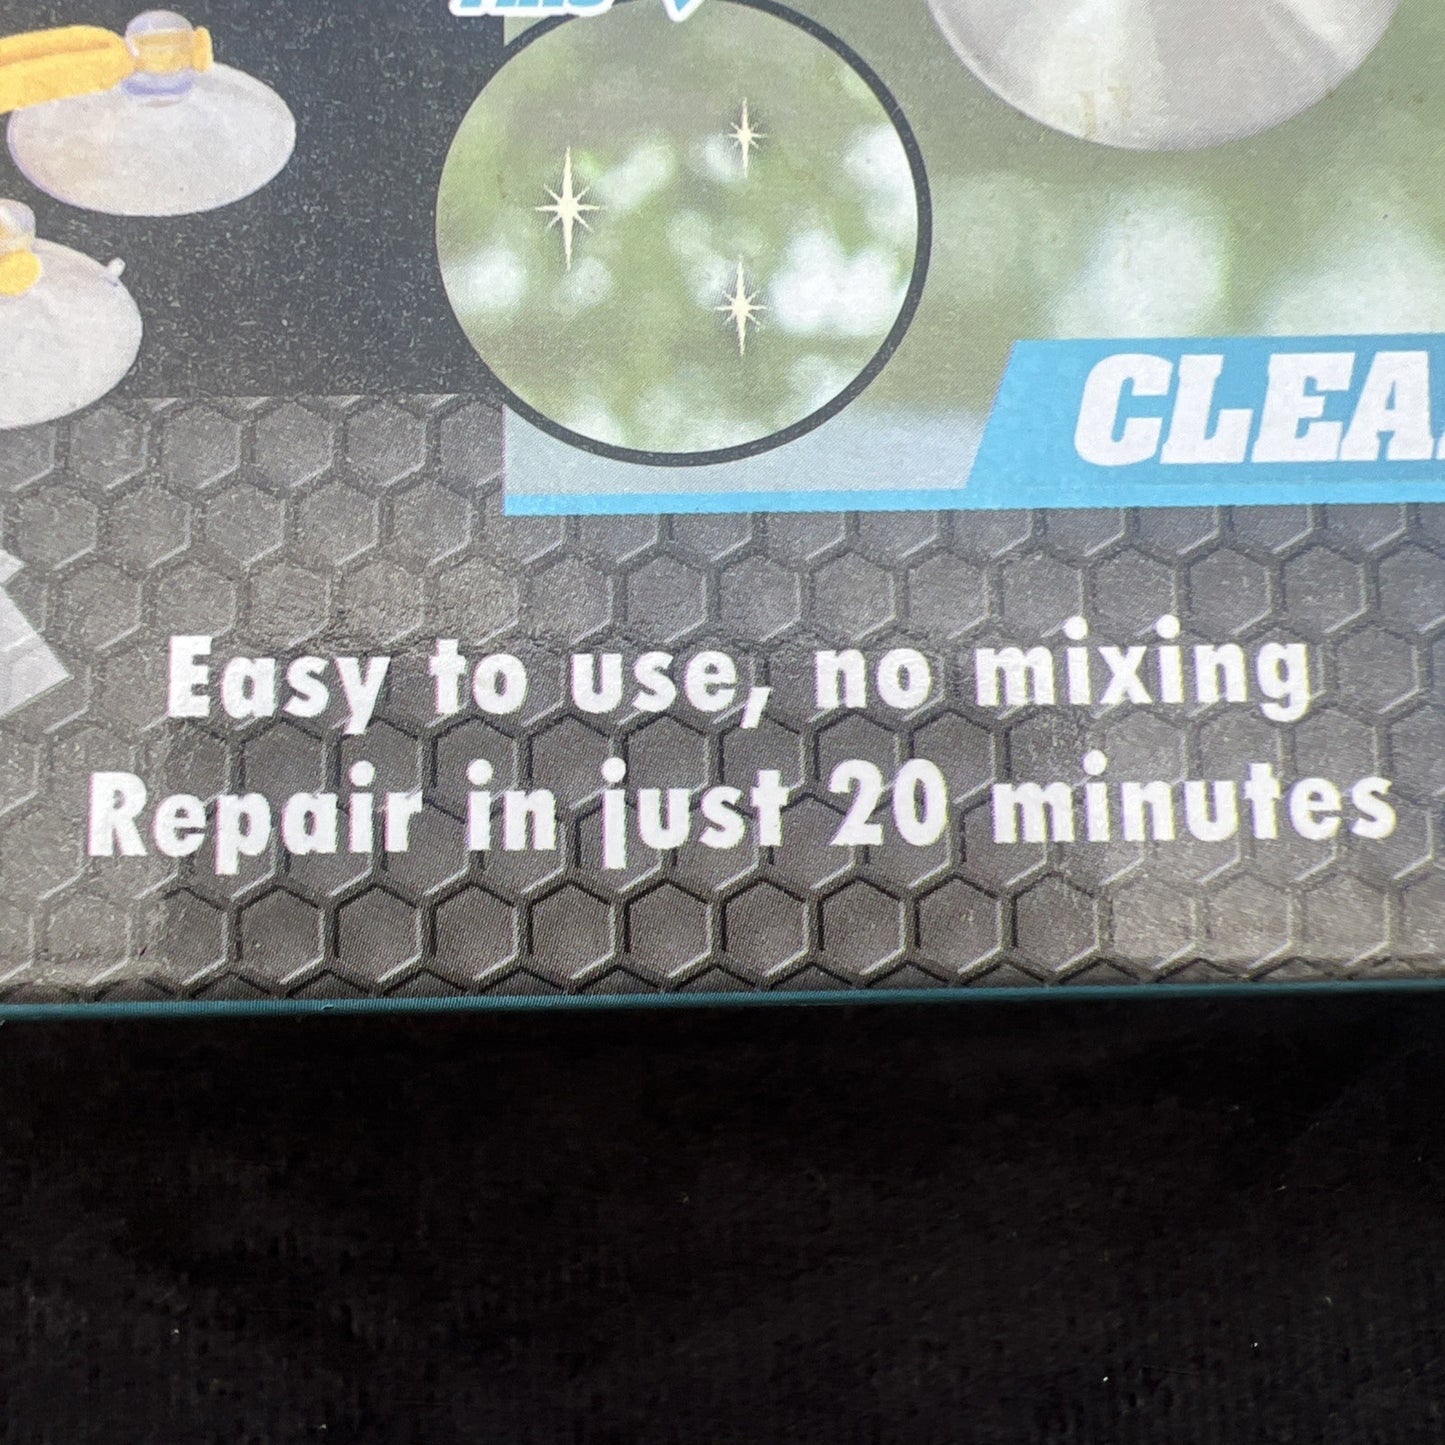 Easy to use, no mixing
Repair in just 20 minutes